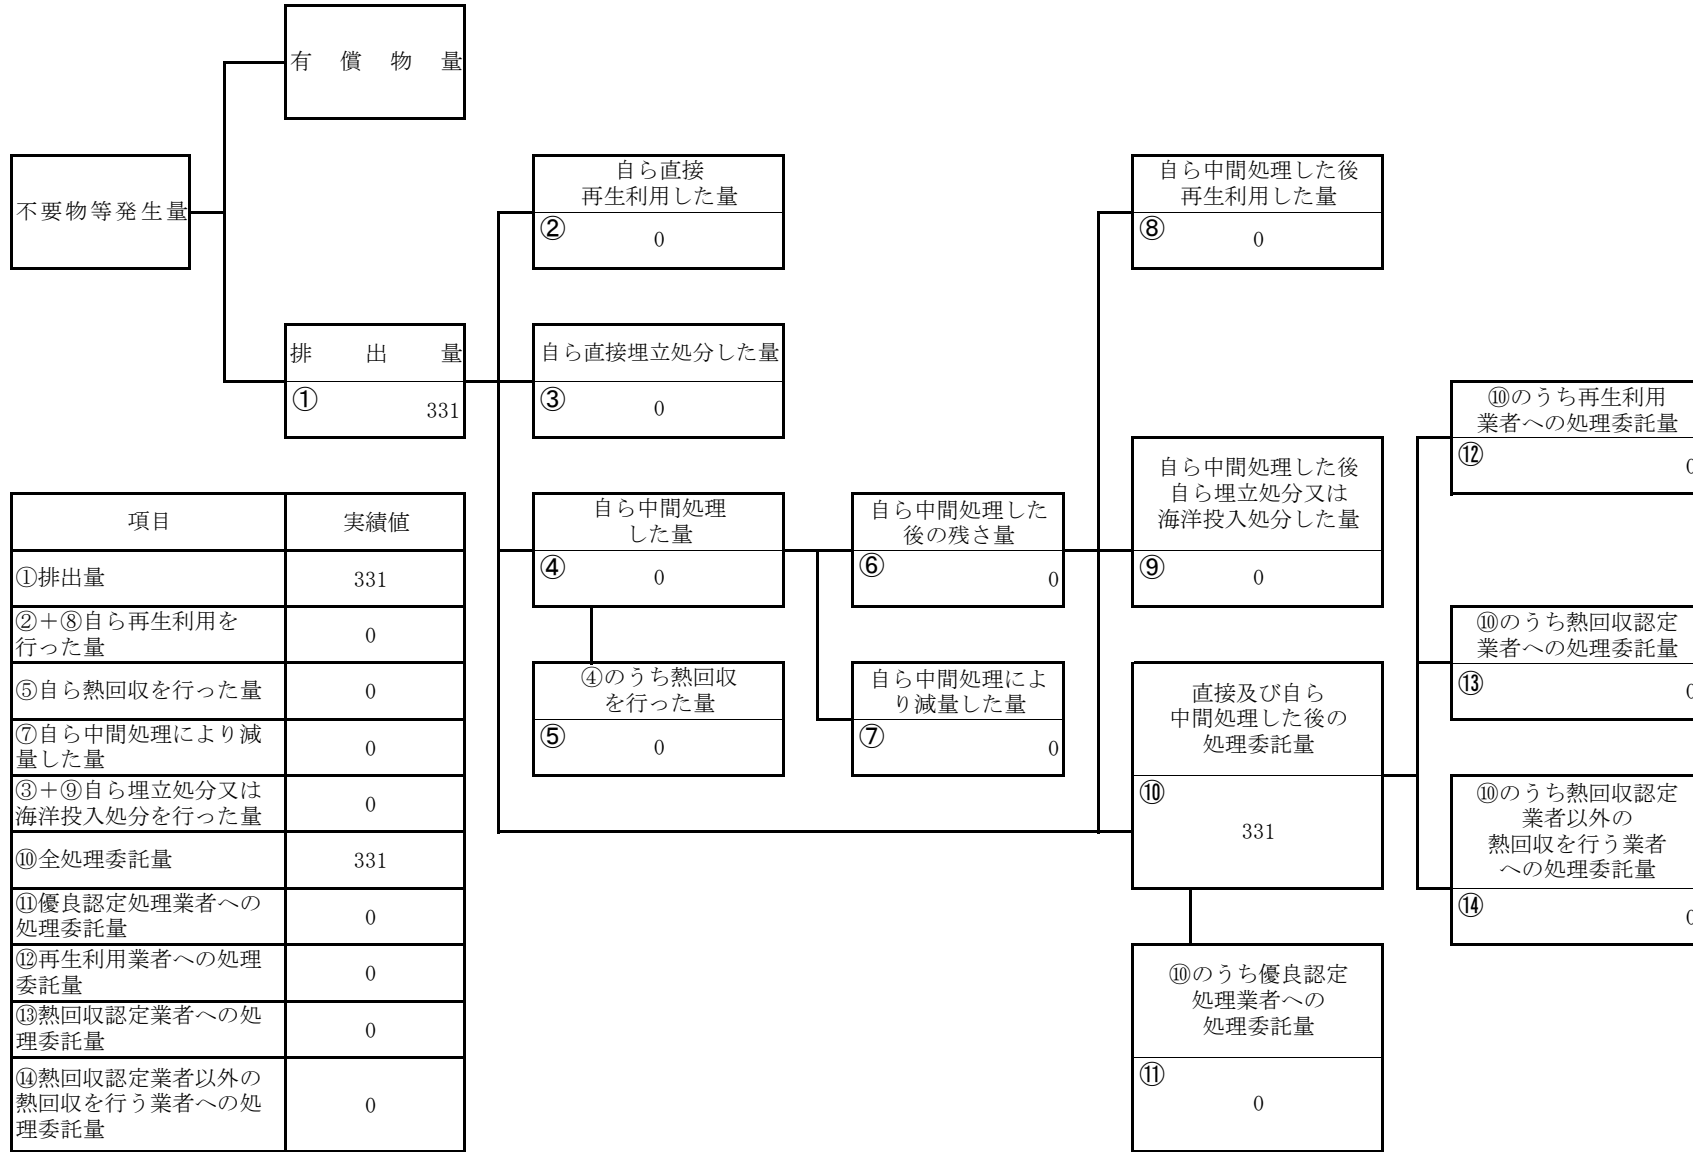 有償物量
不要物等発生量
自ら直接
再生利用した量
② 0
自ら中間処理した後
再生利用した量
⑧ 0
排出量
① 331
自ら直接埋立処分した量
③ 0
自ら中間処理
した量
④ 0
自ら中間処理した
後の残さ量
⑥ 0
自ら中間処理した後
自ら埋立処分又は
海洋投入処分した量
⑨ 0
⑩のうち再生利用
業者への処理委託量
⑫ 0
④のうち熱回収
を行った量
⑤ 0
自ら中間処理によ
り減量した量
⑦ 0
直接及び自ら
中間処理した後の
処理委託量
⑩
331
⑩のうち熱回収認定
業者への処理委託量
⑬ 0
⑩のうち熱回収認定
業者以外の
熱回収を行う業者
への処理委託量
⑭ 0
⑩のうち優良認定
処理業者への
処理委託量
⑪
0
項目 実績値
①排出量 331
②＋⑧自ら再生利用を
行った量 0
⑤自ら熱回収を行った量 0
⑦自ら中間処理により減
量した量 0
③＋⑨自ら埋立処分又は
海洋投入処分を行った量 0
⑩全処理委託量 331
⑪優良認定処理業者への
処理委託量 0
⑫再生利用業者への処理
委託量 0
⑬熱回収認定業者への処
理委託量 0
⑭熱回収認定業者以外の
熱回収を行う業者への処
理委託量 0